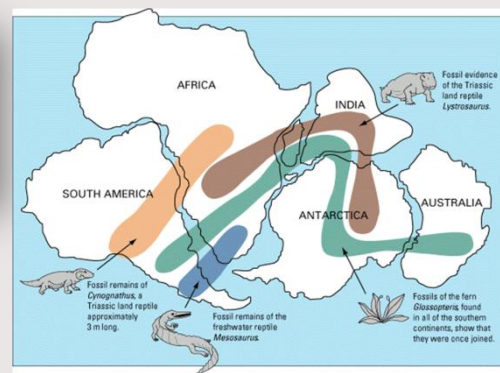 AFRICA
INDIA
Fossil evidence
of the Triassic
land reptile
Lystrosaurus.
SOUTH AMERICA
ANTARCTICA
AUSTRALIA
Fossil remains of
Cynognathus, a
Triassic land reptile
approximately
3 m long.
Fossil remains of the
freshwater reptile
Mesosaurus.
Fossils of the fern
Glossopteris, found
in all of the southern
continents, show that
they were once joined.